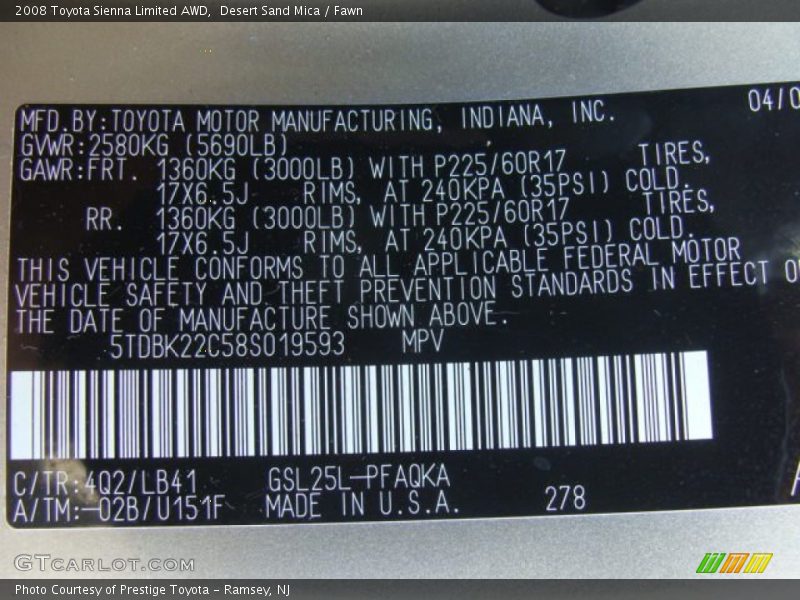 2008 Toyota Sienna Limited AWD,  Desert Sand Mica / Fawn
MFD.BY:TOYOTA MOTOR MANUFACTURING, INDIANA, INC. 04/0
GVWR:2580KG (5690LB)
GAWR:FRT. 1360KG (3000LB) WITH P225/60R17 TIRES,
17X6.5J RIMS, AT 240KPA (35PSI) COLD.
RR. 1360KG (3000LB) WITH P225/60R17 TIRES,
17X6.5J RIMS, AT 240KPA (35PSI) COLD.
THIS VEHICLE CONFORMS TO ALL APPLICABLE FEDERAL MOTOR
VEHICLE SAFETY AND THEFT PREVENTION STANDARDS IN EFFECT O
THE DATE OF MANUFACTURE SHOWN ABOVE.
5TDBK22C58S019593 MPV
C/TR:4Q2/LB41 GSL25L-PFAQKA A
A/TM:-02B/U151F MADE IN U.S.A. 278
GTCARLOT.COM
Photo Courtesy of Prestige Toyota - Ramsey, NJ